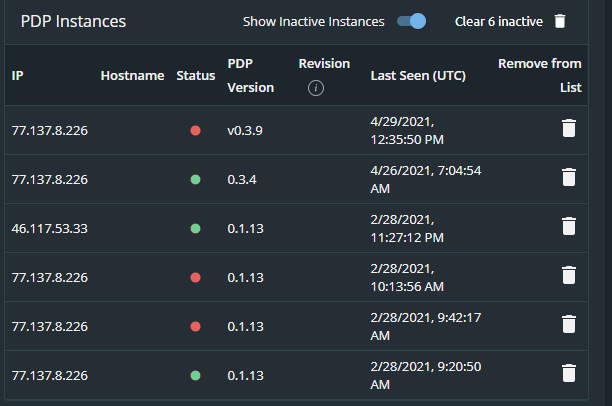 PDP Instances Show Inactive Instances Clear 6 inactive
IP Hostname Status PDP Version Revision Last Seen (UTC) Remove from List
77.137.8.226 v0.3.9 4/29/2021, 12:35:50 PM
77.137.8.226 0.3.4 4/26/2021, 7:04:54 AM
46.117.53.33 0.1.13 2/28/2021, 11:27:12 PM
77.137.8.226 0.1.13 2/28/2021, 10:13:56 AM
77.137.8.226 0.1.13 2/28/2021, 9:42:17 AM
77.137.8.226 0.1.13 2/28/2021, 9:20:50 AM